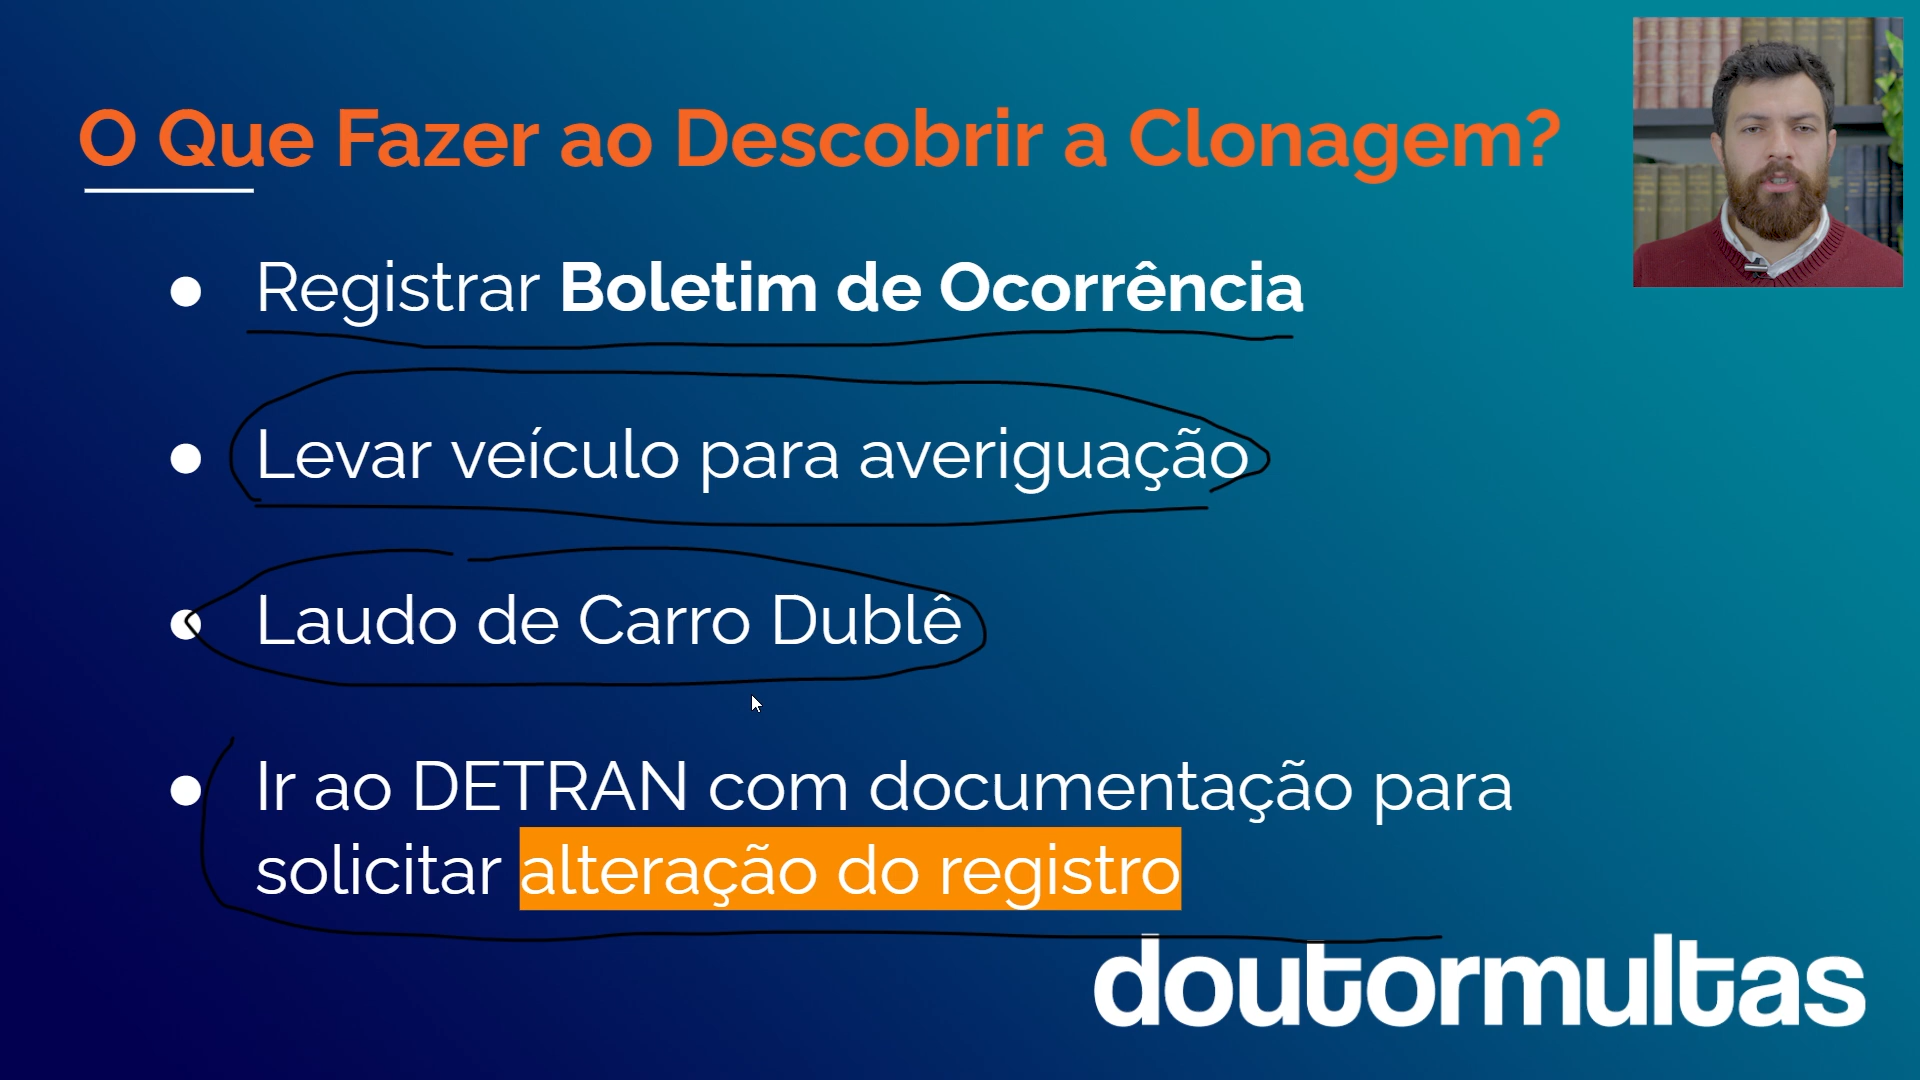 O Que Fazer ao Descobrir a Clonagem?
● Registrar Boletim de Ocorrência
● Levar veículo para averiguação
● Laudo de Carro Dublê
● Ir ao DETRAN com documentação para
solicitar alteração do registro
doutormultas